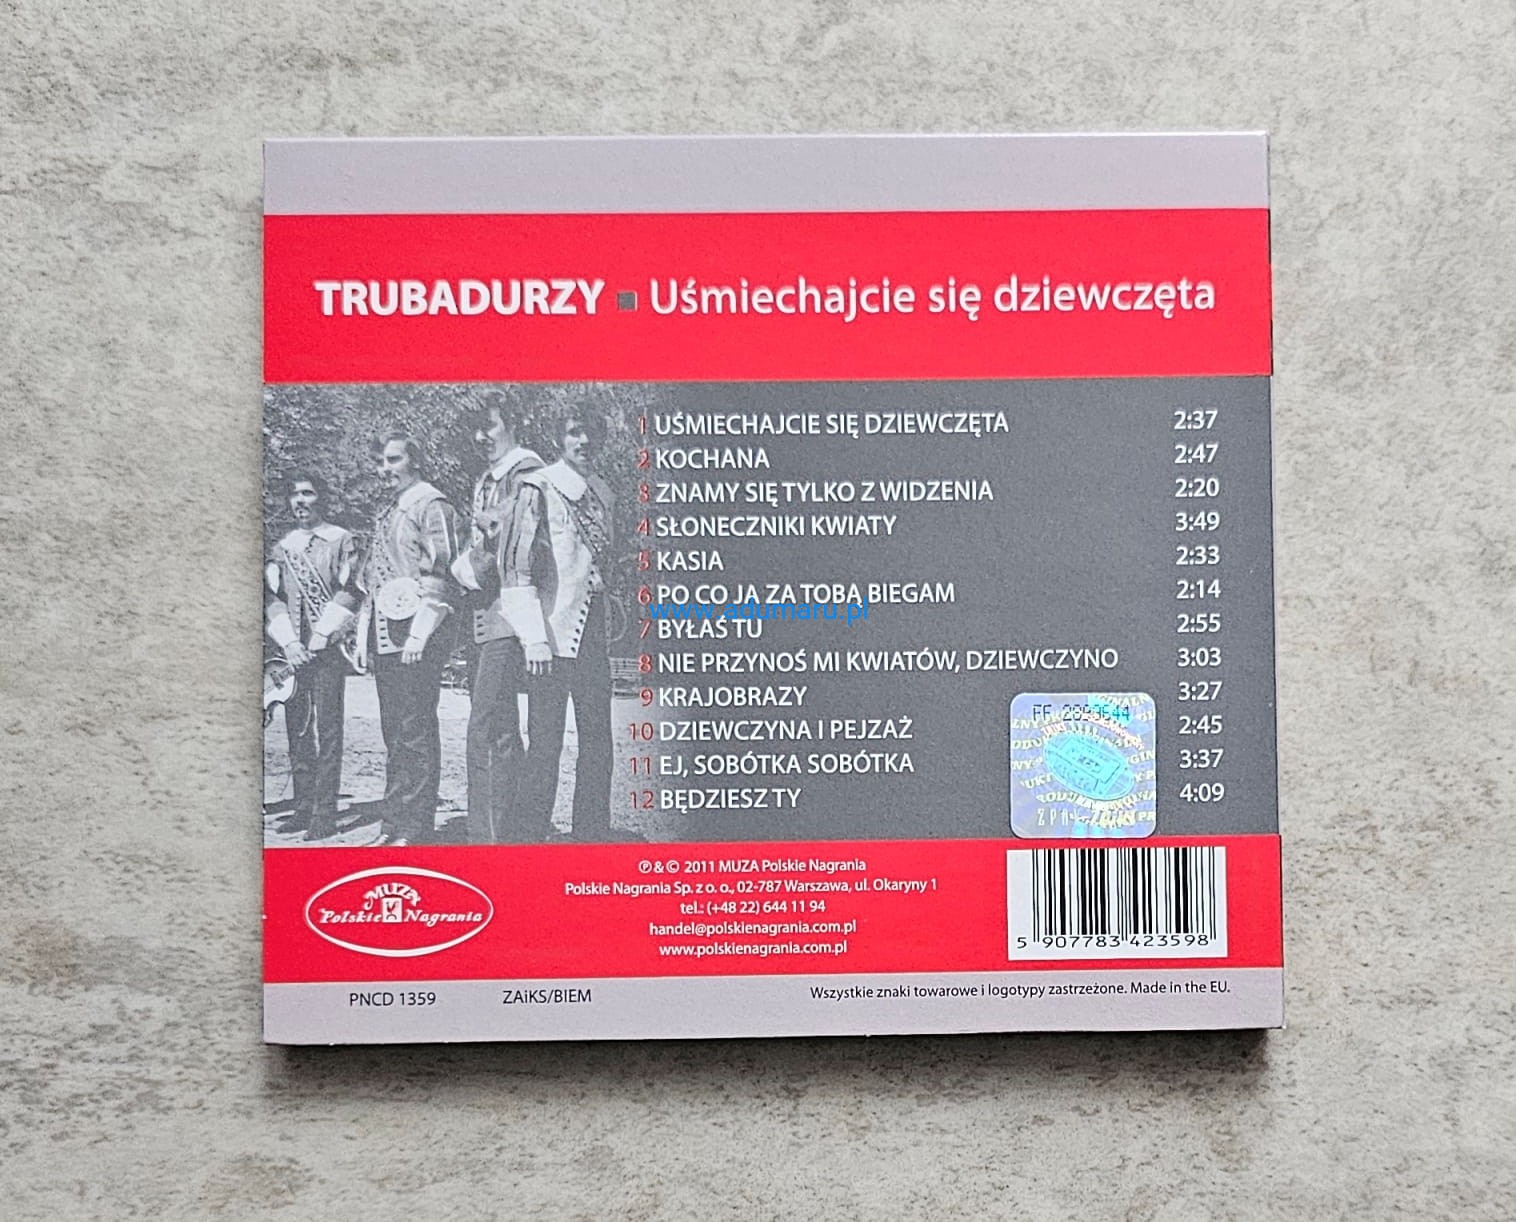 TRUBADURZY ▪ Uśmiechajcie się dziewczęta
1 UŚMIECHAJCIE SIĘ DZIEWCZĘTA 2:37
2 KOCHANA 2:47
3 ZNAMY SIĘ TYLKO Z WIDZENIA 2:20
4 SŁONECZNIKI KWIATY 3:49
5 KASIA 2:33
6 PO CO JA ZA TOBĄ BIEGAM 2:14
www.adumaru.pl
7 BYŁAŚ TU 2:55
8 NIE PRZYNOŚ MI KWIATÓW, DZIEWCZYNO 3:03
9 KRAJOBRAZY 3:27
10 DZIEWCZYNA I PEJZAŻ 2:45
11 EJ, SOBÓTKA SOBÓTKA 3:37
12 BĘDZIESZ TY 4:09
MUZA
Polskie Nagrania
℗ & © 2011 MUZA Polskie Nagrania
Polskie Nagrania Sp. z o. o., 02-787 Warszawa, ul. Okaryny 1
tel.: (+48 22) 644 11 94
handel@polskienagrania.com.pl
www.polskienagrania.com.pl
5 907783 423598
PNCD 1359
ZAiKS/BIEM
Wszystkie znaki towarowe i logotypy zastrzeżone. Made in the EU.